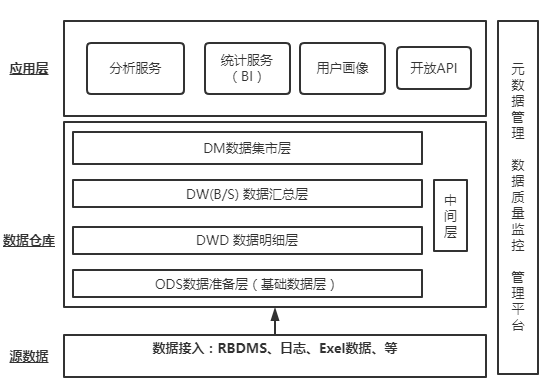 应用层
分析服务
统计服务
（BI）
用户画像
开放API
数据仓库
DM数据集市层
DW(B/S) 数据汇总层
DWD 数据明细层
ODS数据准备层（基础数据层）
中间层
源数据
数据接入：RBDMS、日志、Exel数据、等
元数据管理 数据质量监控 管理平台